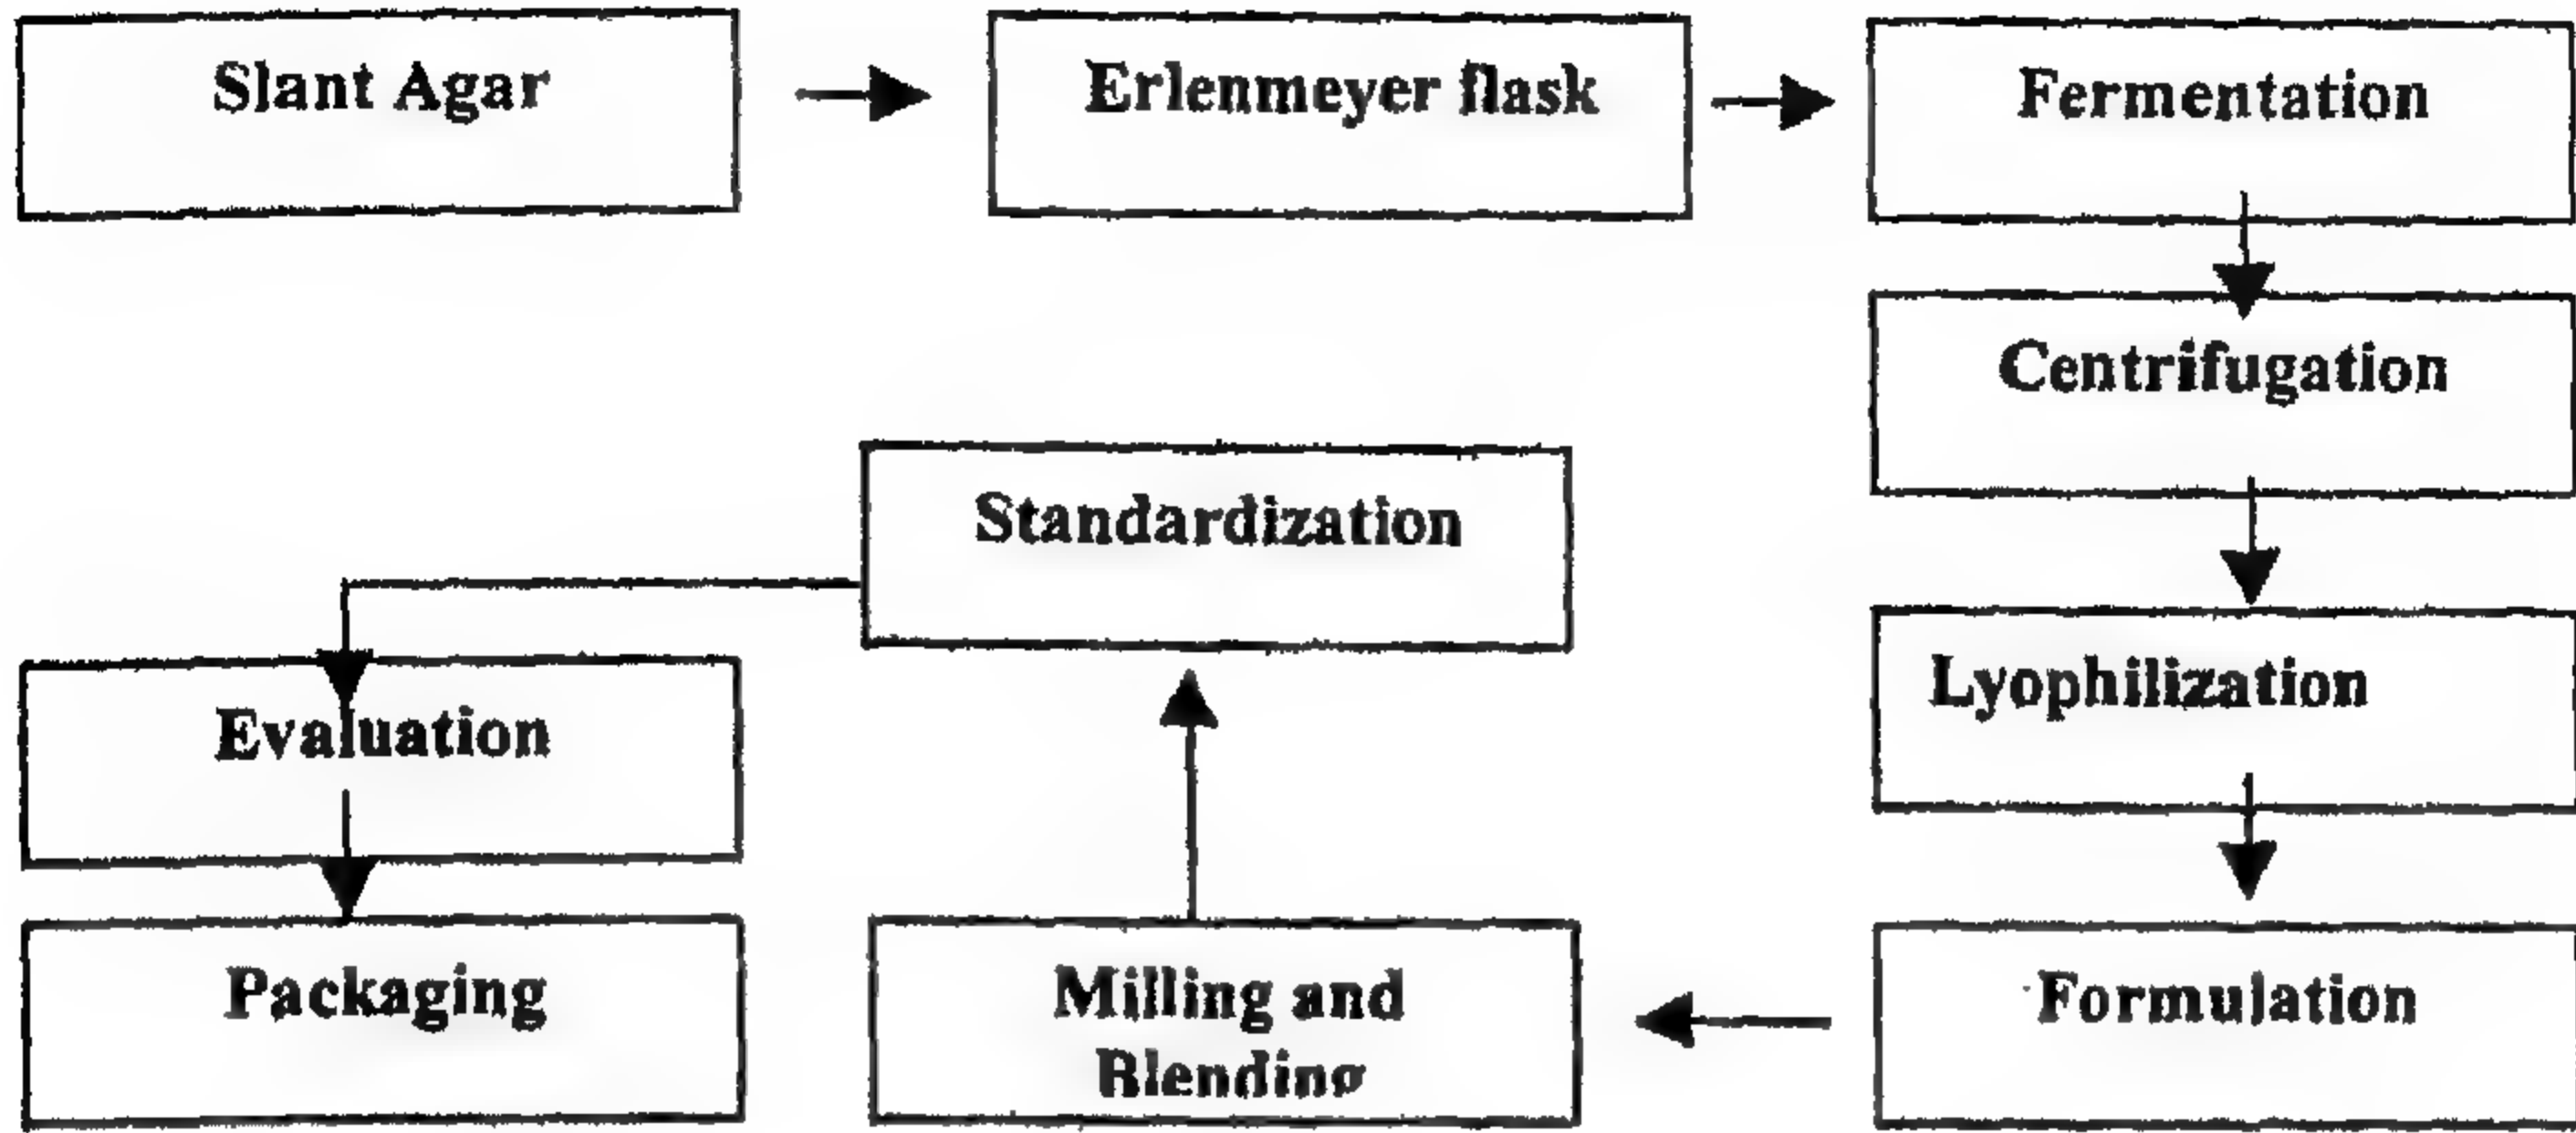 Slant Agar
Erlenmeyer flask
Fermentation
Centrifugation
Standardization
Lyophilization
Evaluation
Packaging
Milling and
Blending
Formulation